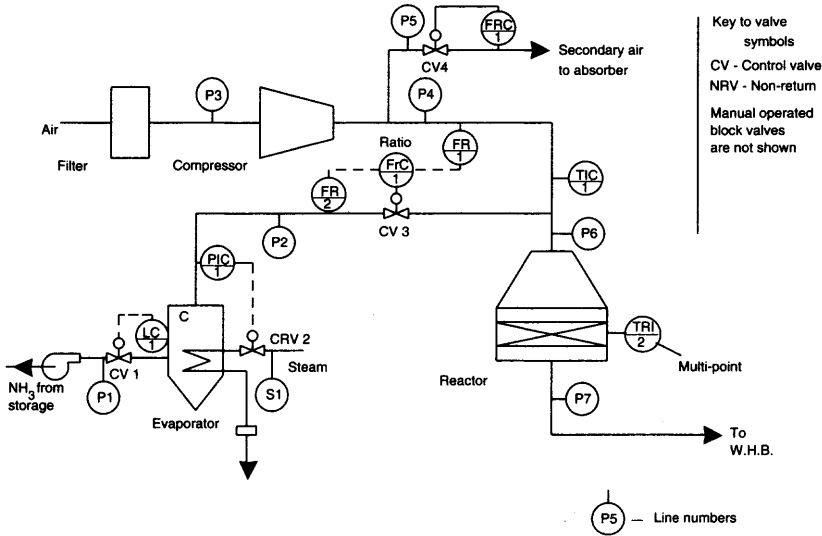 P5
FRC
1
CV4
Secondary air
to absorber
Key to valve
symbols
CV - Control valve
NRV - Non-return
Manual operated
block valves
are not shown
P3
P4
Air
Filter
Compressor
Ratio
FrC
1
FR
1
FR
2
TIC
1
CV 3
P2
P6
PIC
1
C
LC
1
CRV 2
Steam
CV 1
NH3 from
storage
P1
S1
Evaporator
TRI
2
Multi-point
Reactor
P7
To
W.H.B.
P5
— Line numbers